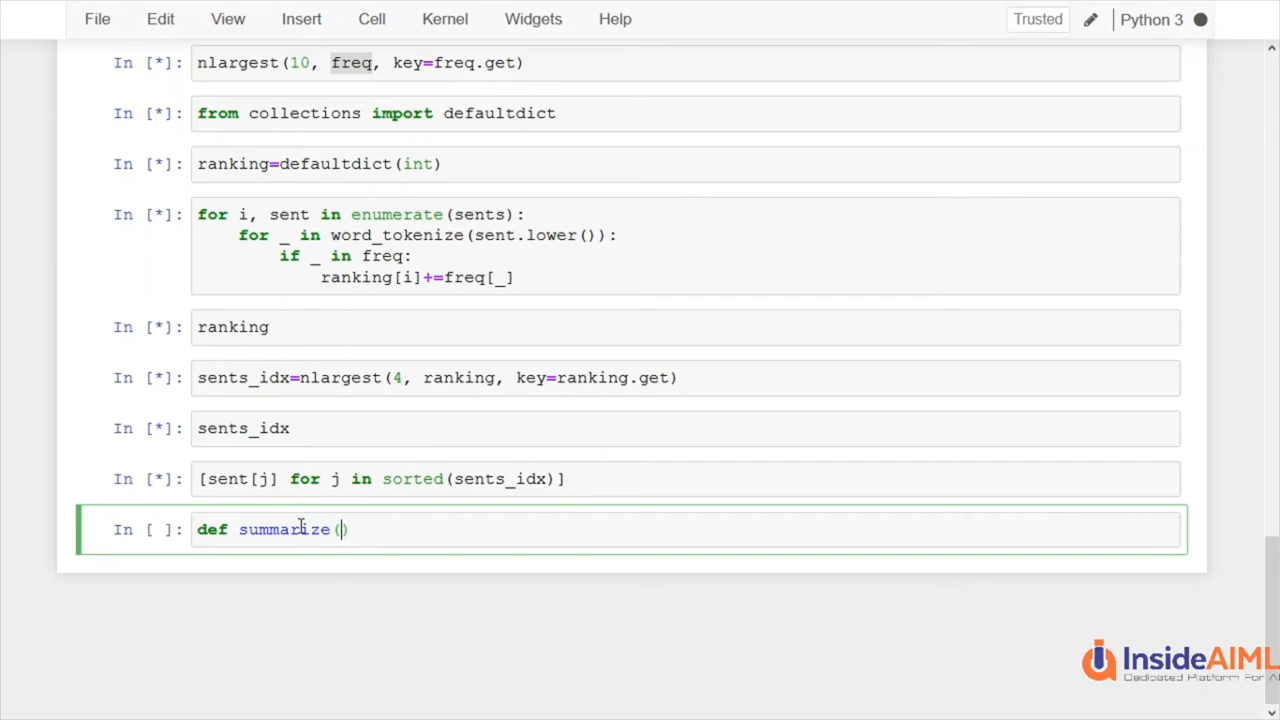 File Edit View Insert Cell Kernel Widgets Help Trusted Python 3
In [*]: nlargest(10, freq, key=freq.get)
In [*]: from collections import defaultdict
In [*]: ranking=defaultdict(int)
In [*]: for i, sent in enumerate(sents):
for _ in word_tokenize(sent.lower()):
if _ in freq:
ranking[i]+=freq[_]
In [*]: ranking
In [*]: sents_idx=nlargest(4, ranking, key=ranking.get)
In [*]: sents_idx
In [*]: [sent[j] for j in sorted(sents_idx)]
In [ ]: def summarize()
InsideAIML
Dedicated Platform For